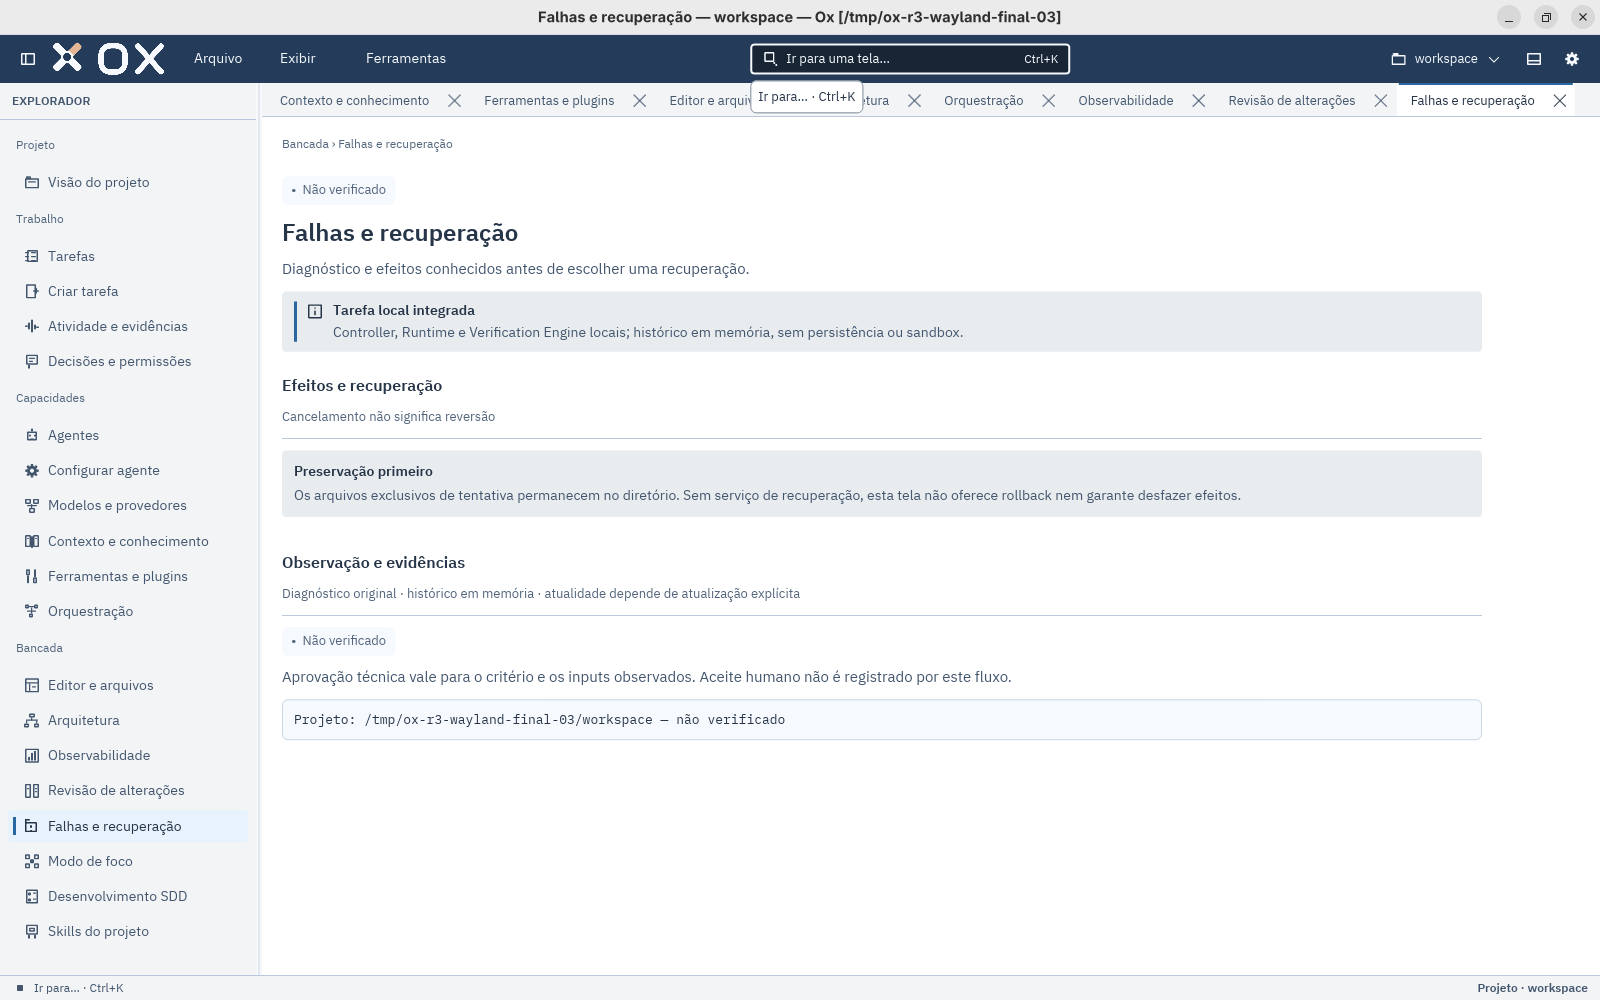 Falhas e recuperação — workspace — Ox [/tmp/ox-r3-wayland-final-03]
OX
Arquivo
Exibir
Ferramentas
Ir para uma tela... Ctrl+K
workspace
EXPLORADOR
Contexto e conhecimento
Ferramentas e plugins
Editor e arquiv
Ir para... · Ctrl+K
etura
Orquestração
Observabilidade
Revisão de alterações
Falhas e recuperação
Projeto
Visão do projeto
Trabalho
Tarefas
Criar tarefa
Atividade e evidências
Decisões e permissões
Capacidades
Agentes
Configurar agente
Modelos e provedores
Contexto e conhecimento
Ferramentas e plugins
Orquestração
Bancada
Editor e arquivos
Arquitetura
Observabilidade
Revisão de alterações
Falhas e recuperação
Modo de foco
Desenvolvimento SDD
Skills do projeto
Bancada › Falhas e recuperação
• Não verificado
Falhas e recuperação
Diagnóstico e efeitos conhecidos antes de escolher uma recuperação.
Tarefa local integrada
Controller, Runtime e Verification Engine locais; histórico em memória, sem persistência ou sandbox.
Efeitos e recuperação
Cancelamento não significa reversão
Preservação primeiro
Os arquivos exclusivos de tentativa permanecem no diretório. Sem serviço de recuperação, esta tela não oferece rollback nem garante desfazer efeitos.
Observação e evidências
Diagnóstico original · histórico em memória · atualidade depende de atualização explícita
• Não verificado
Aprovação técnica vale para o critério e os inputs observados. Aceite humano não é registrado por este fluxo.
Projeto: /tmp/ox-r3-wayland-final-03/workspace — não verificado
Ir para... · Ctrl+K
Projeto · workspace